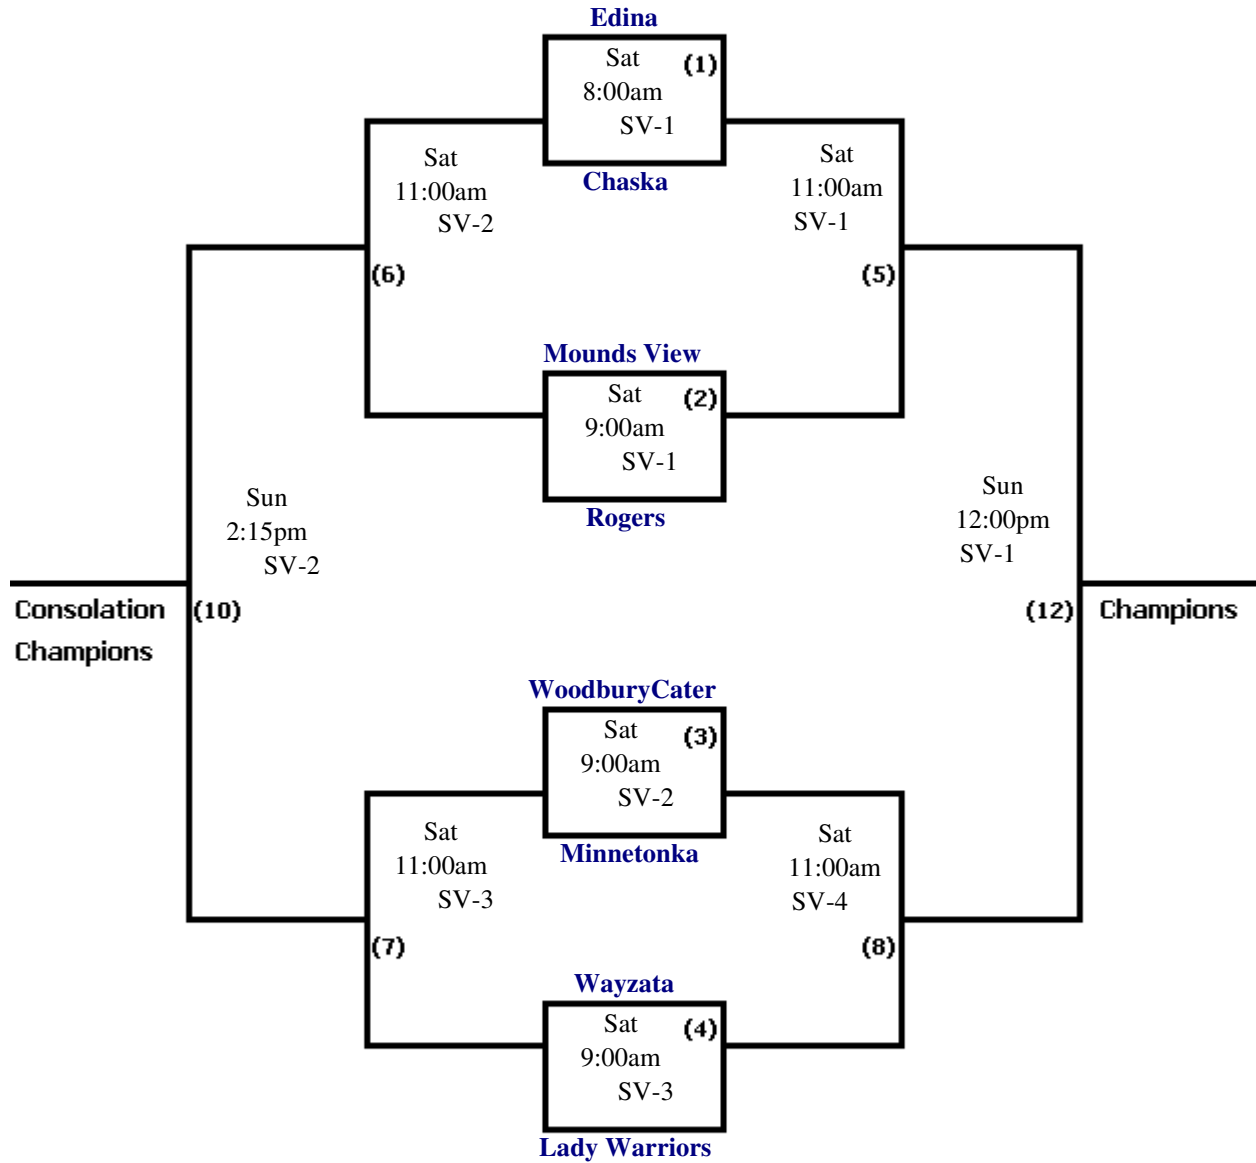 Edina
Sat (1)
8:00am
SV-1
Chaska
Sat
11:00am
SV-2
(6)
Sat
11:00am
SV-1
(5)
Mounds View
Sat (2)
9:00am
SV-1
Rogers
Sun
2:15pm
SV-2
Consolation (10)
Champions
Sun
12:00pm
SV-1
(12) Champions
WoodburyCater
Sat (3)
9:00am
SV-2
Minnetonka
Sat
11:00am
SV-3
(7)
Sat
11:00am
SV-4
(8)
Wayzata
Sat (4)
9:00am
SV-3
Lady Warriors